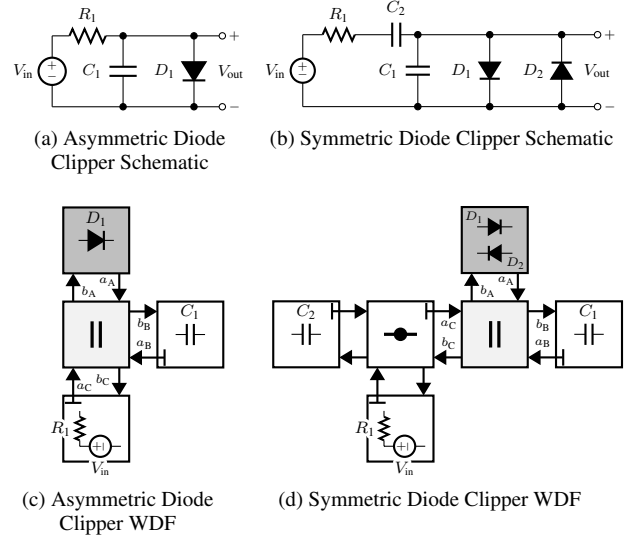 R1
C1
D1
Vin
Vout
+
−
(a) Asymmetric Diode
Clipper Schematic
R1
C2
C1
D1
D2
Vin
Vout
+
−
(b) Symmetric Diode Clipper Schematic
D1
bA
aA
bB
aB
C1
aC
bC
R1
Vin
(c) Asymmetric Diode
Clipper WDF
D1
D2
bA
aA
C2
aC
bC
bB
aB
C1
R1
Vin
(d) Symmetric Diode Clipper WDF